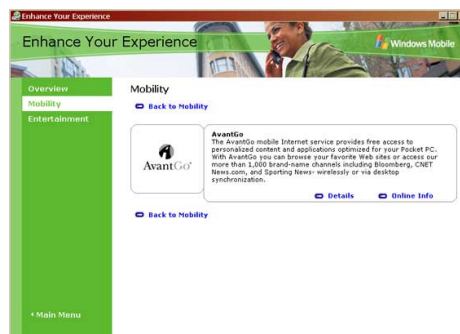 Enhance Your Experience
Enhance Your Experience
Windows Mobile
Overview
Mobility
Entertainment
Mobility
Back to Mobility
AvantGo
AvantGo
The AvantGo mobile Internet service provides free access to
personalized content and applications optimized for your Pocket PC.
With AvantGo you can browse your favorite Web sites or access our
more than 1,000 brand-name channels including Bloomberg, CNET
News.com, and Sporting News- wirelessly or via desktop
synchronization.
Details
Online Info
Back to Mobility
Main Menu